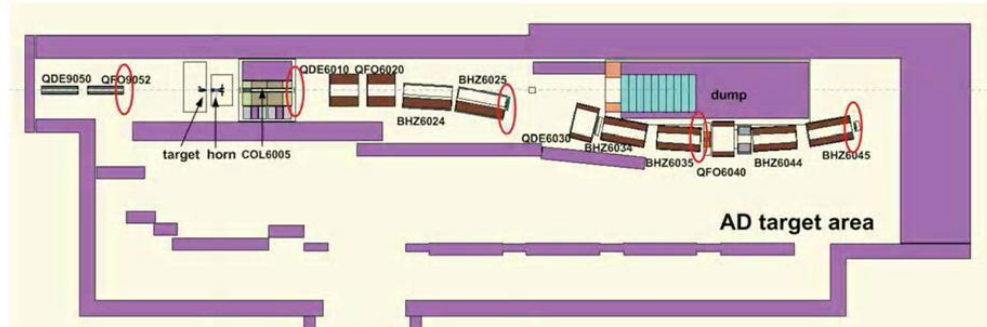 QDE9050 QFO9052
target horn COL6005
QDE6010 QFO6020
BHZ6024
BHZ6025
QDE6030
BHZ6034
BHZ6035
QFO6040
BHZ6044
BHZ6045
dump
AD target area